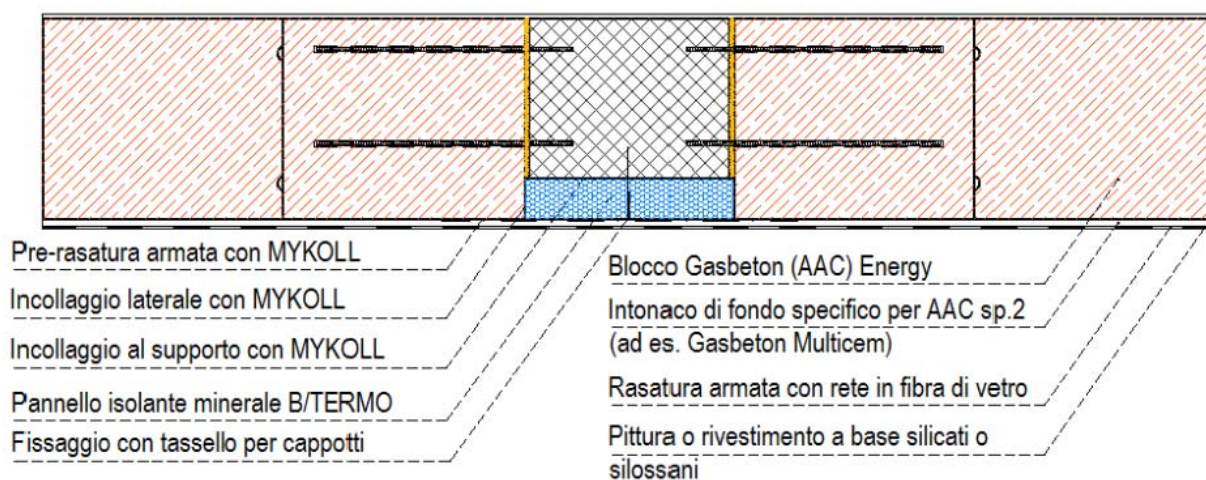 Pre-rasatura armata con MYKOLL
Incollaggio laterale con MYKOLL
Incollaggio al supporto con MYKOLL
Pannello isolante minerale B/TERMO
Fissaggio con tassello per cappotti
Blocco Gasbeton (AAC) Energy
Intonaco di fondo specifico per AAC sp.2
(ad es. Gasbeton Multicem)
Rasatura armata con rete in fibra di vetro
Pittura o rivestimento a base silicati o
silossani